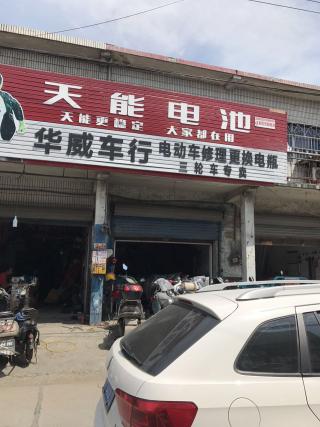 天能电池
天能更稳定 大家都在用
华威车行 电动车修理更换电瓶
三轮车专卖